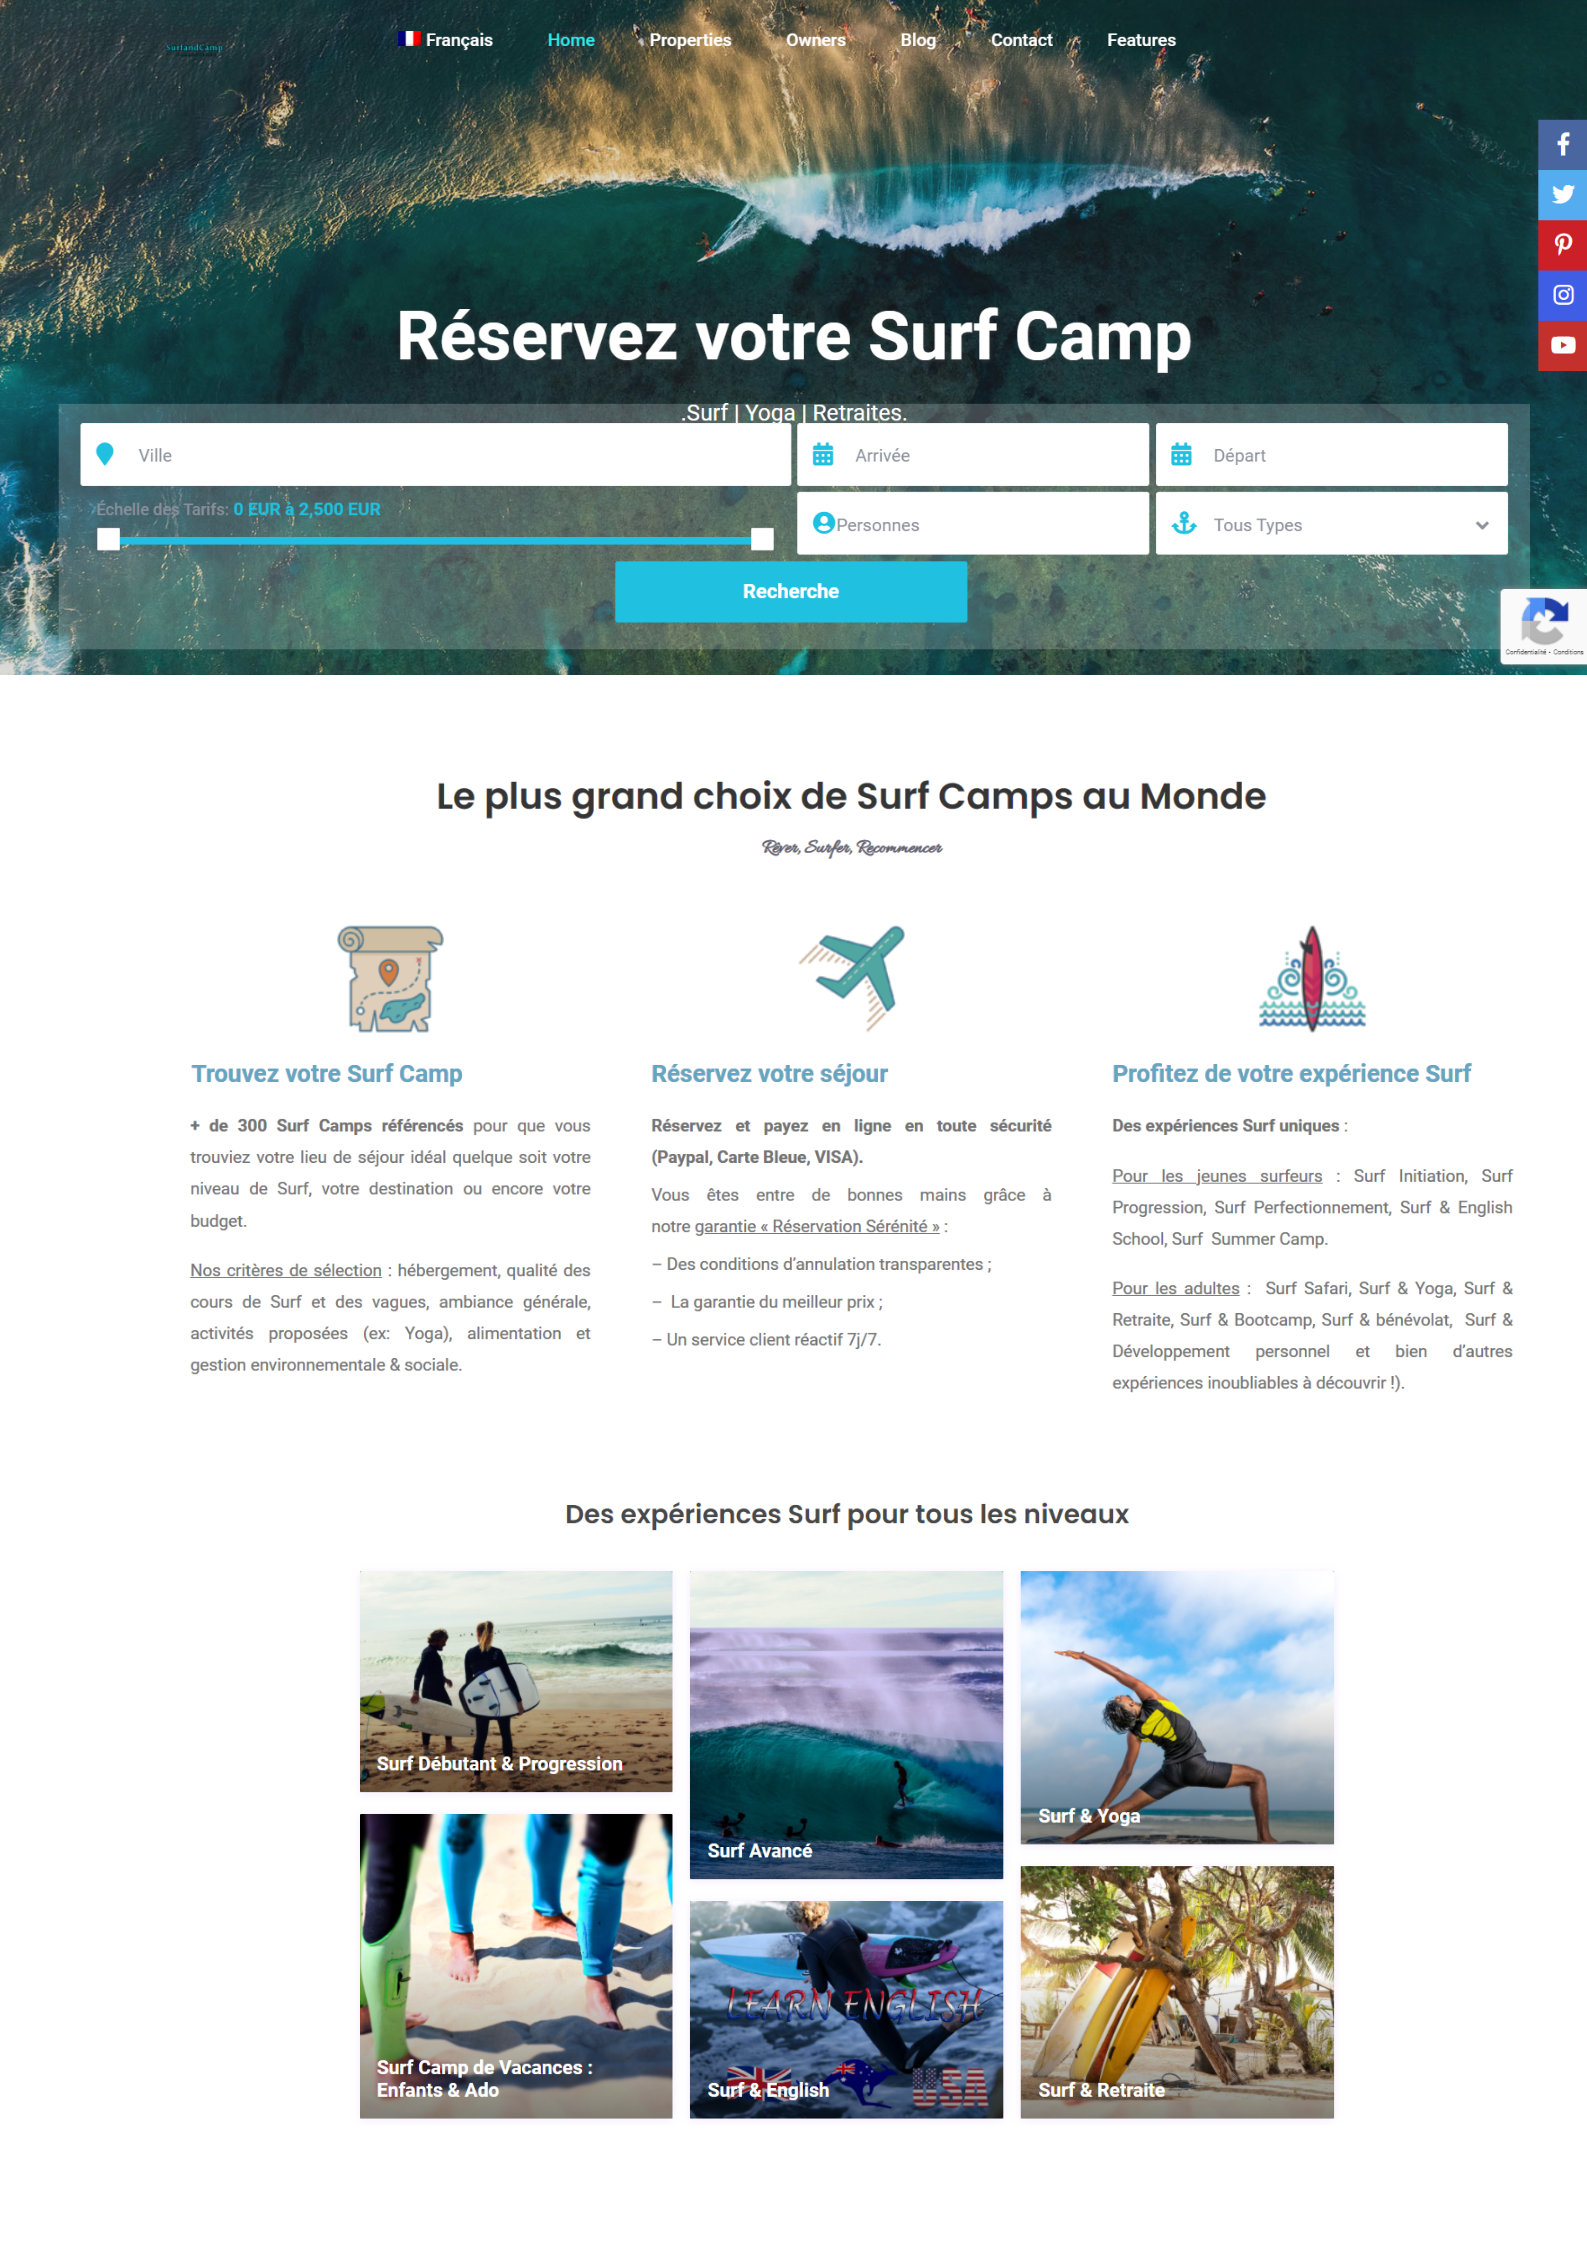 SurfandCamp
Français Home Properties Owners Blog Contact Features
Réservez votre Surf Camp
.Surf | Yoga | Retraites.
Ville
Arrivée
Départ
Échelle des Tarifs: 0 EUR à 2,500 EUR
Personnes
Tous Types
Recherche
Confidentialité - Conditions
Le plus grand choix de Surf Camps au Monde
Rêver, Surfer, Recommencer
Trouvez votre Surf Camp
+ de 300 Surf Camps référencés pour que vous
trouviez votre lieu de séjour idéal quelque soit votre
niveau de Surf, votre destination ou encore votre
budget.
Nos critères de sélection : hébergement, qualité des
cours de Surf et des vagues, ambiance générale,
activités proposées (ex: Yoga), alimentation et
gestion environnementale & sociale.
Réservez votre séjour
Réservez et payez en ligne en toute sécurité
(Paypal, Carte Bleue, VISA).
Vous êtes entre de bonnes mains grâce à
notre garantie « Réservation Sérénité » :
– Des conditions d’annulation transparentes ;
– La garantie du meilleur prix ;
– Un service client réactif 7j/7.
Profitez de votre expérience Surf
Des expériences Surf uniques :
Pour les jeunes surfeurs : Surf Initiation, Surf
Progression, Surf Perfectionnement, Surf & English
School, Surf Summer Camp.
Pour les adultes : Surf Safari, Surf & Yoga, Surf &
Retraite, Surf & Bootcamp, Surf & bénévolat, Surf &
Développement personnel et bien d’autres
expériences inoubliables à découvrir !).
Des expériences Surf pour tous les niveaux
Surf Débutant & Progression
Surf Avancé
Surf & Yoga
Surf Camp de Vacances :
Enfants & Ado
LEARN ENGLISH
USA
Surf & English
Surf & Retraite